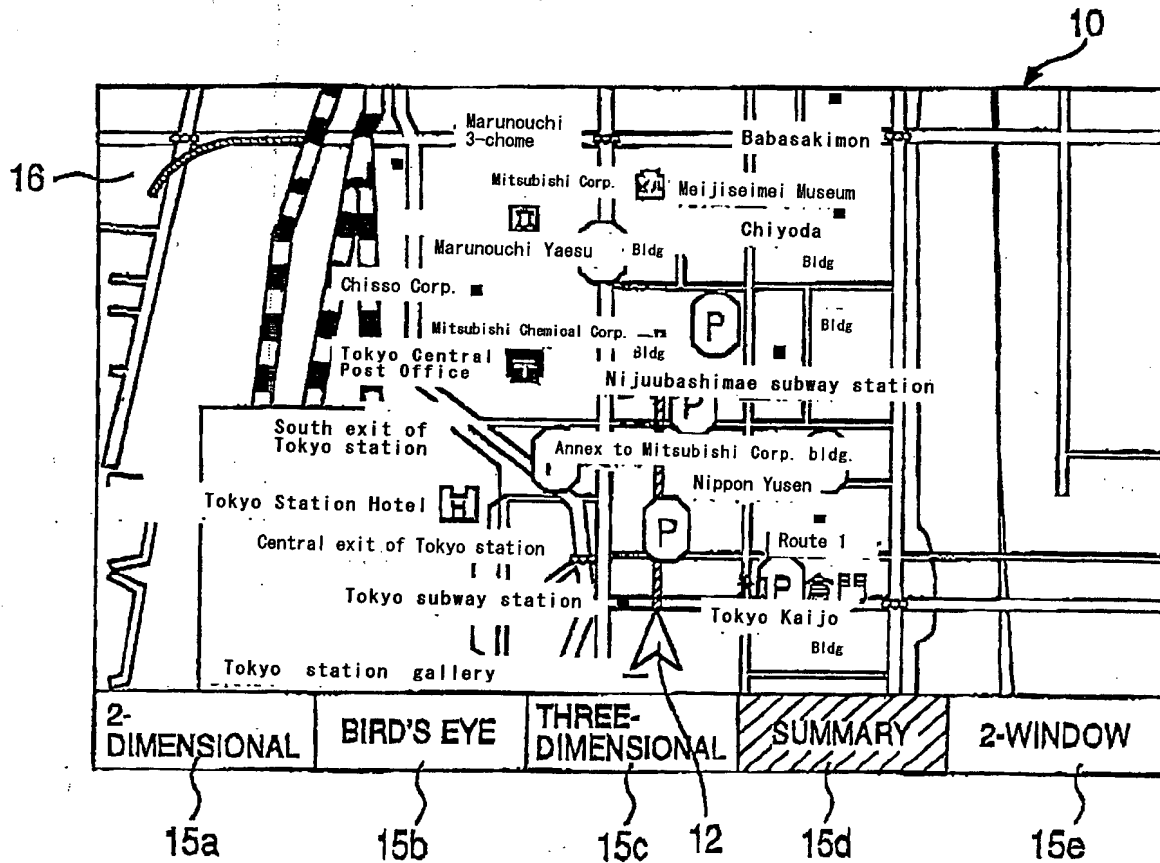 10
Marunouchi
3-chome
Babasakimon
16
Mitsubishi Corp.
Meijiseimei Museum
Chiyoda
Marunouchi Yaesu
Bldg
Bldg
Chisso Corp.
P
Bldg
Mitsubishi Chemical Corp.
Bldg
Tokyo Central
Post Office
Nijuubashimae subway station
P
South exit of
Tokyo station
Annex to Mitsubishi Corp. bldg.
Nippon Yusen
Tokyo Station Hotel
H
P
Route 1
Central exit of Tokyo station
P
Tokyo subway station
Tokyo Kaijo
Bldg
Tokyo station gallery
2-
DIMENSIONAL
BIRD'S EYE
THREE-
DIMENSIONAL
SUMMARY
2-WINDOW
15a
15b
15c
12
15d
15e